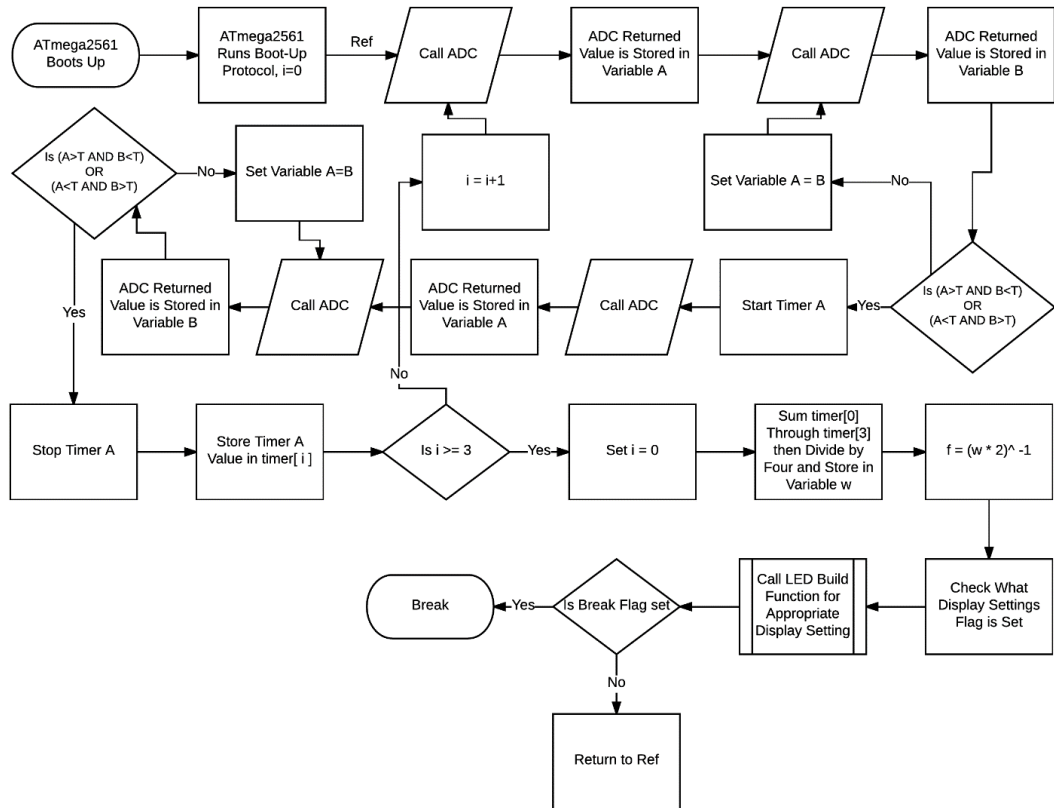 ATmega2561
Boots Up
ATmega2561
Runs Boot-Up
Protocol, i=0
Ref
Call ADC
ADC Returned
Value is Stored in
Variable A
Call ADC
ADC Returned
Value is Stored in
Variable B
Is (A>T AND B<T)
OR
(A<T AND B>T)
No
Set Variable A=B
i = i+1
Set Variable A = B
No
Yes
ADC Returned
Value is Stored in
Variable B
Call ADC
ADC Returned
Value is Stored in
Variable A
Call ADC
Start Timer A
Yes
Is (A>T AND B<T)
OR
(A<T AND B>T)
No
Stop Timer A
Store Timer A
Value in timer[ i ]
Is i >= 3
Yes
Set i = 0
Sum timer[0]
Through timer[3]
then Divide by
Four and Store in
Variable w
f = (w * 2)^ -1
Break
Yes
Is Break Flag set
Call LED Build
Function for
Appropriate
Display Setting
Check What
Display Settings
Flag is Set
No
Return to Ref